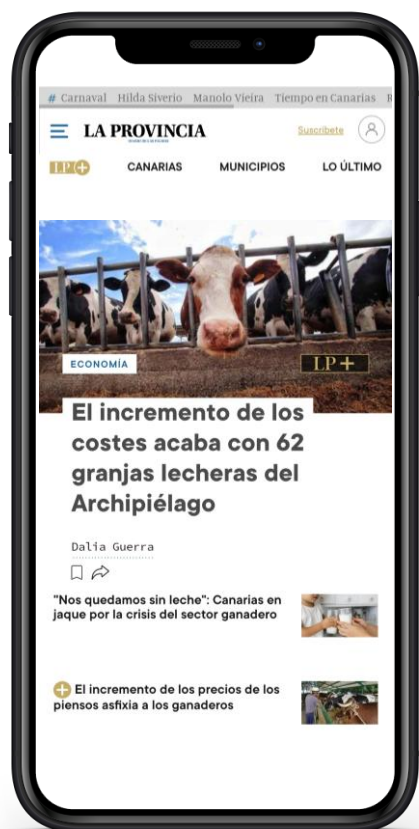 # Carnaval Hilda Siverio Manolo Vieira Tiempo en Canarias R
LA PROVINCIA
Suscríbete
LP+ CANARIAS MUNICIPIOS LO ÚLTIMO
ECONOMÍA
LP+
El incremento de los
costes acaba con 62
granjas lecheras del
Archipiélago
Dalia Guerra
"Nos quedamos sin leche": Canarias en
jaque por la crisis del sector ganadero
El incremento de los precios de los
piensos asfixia a los ganaderos